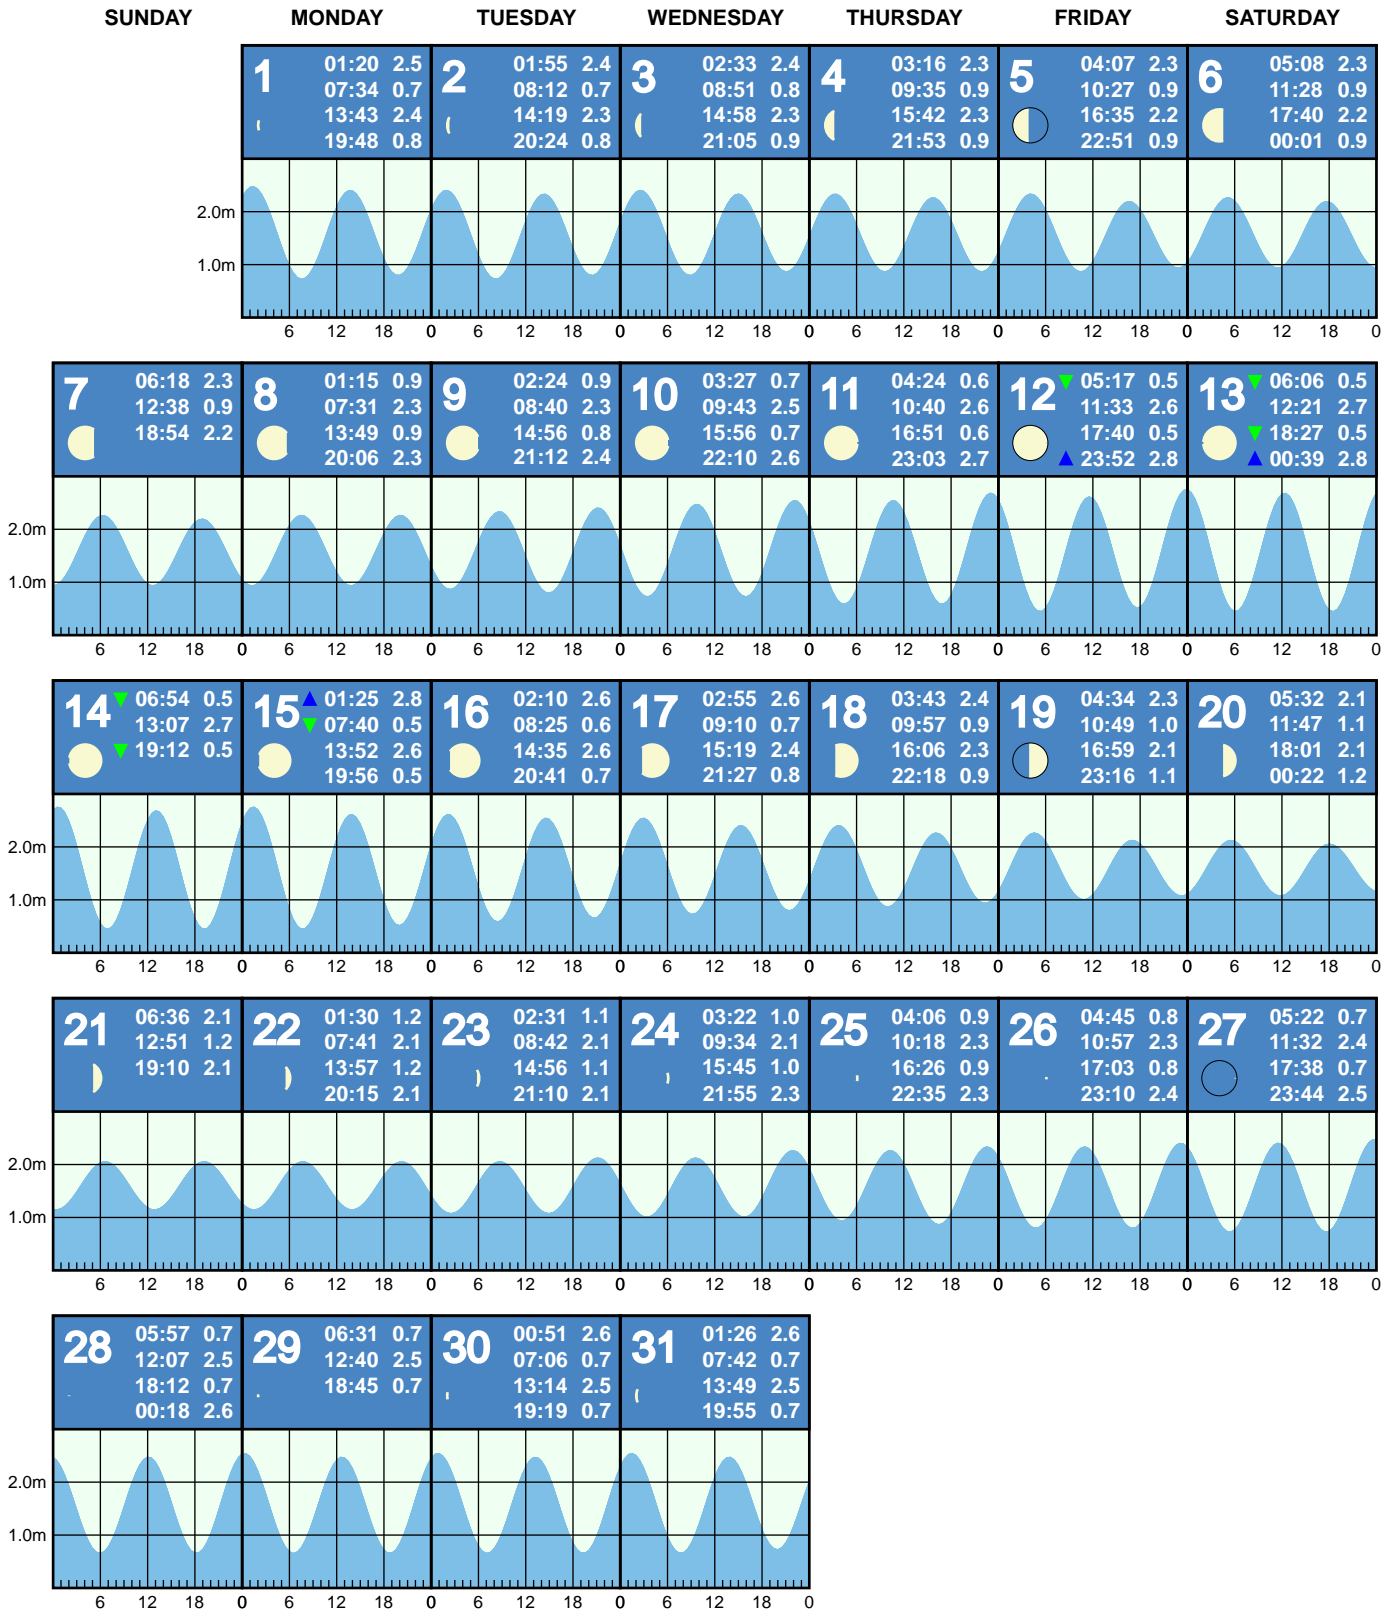 SUNDAY MONDAY TUESDAY WEDNESDAY THURSDAY FRIDAY SATURDAY
1 01:20 2.5
07:34 0.7
13:43 2.4
19:48 0.8
2 01:55 2.4
08:12 0.7
14:19 2.3
20:24 0.8
3 02:33 2.4
08:51 0.8
14:58 2.3
21:05 0.9
4 03:16 2.3
09:35 0.9
15:42 2.3
21:53 0.9
5 04:07 2.3
10:27 0.9
16:35 2.2
22:51 0.9
6 05:08 2.3
11:28 0.9
17:40 2.2
00:01 0.9
2.0m
1.0m
6 12 18 0 6 12 18 0 6 12 18 0 6 12 18 0 6 12 18 0 6 12 18 0
7 06:18 2.3
12:38 0.9
18:54 2.2
8 01:15 0.9
07:31 2.3
13:49 0.9
20:06 2.3
9 02:24 0.9
08:40 2.3
14:56 0.8
21:12 2.4
10 03:27 0.7
09:43 2.5
15:56 0.7
22:10 2.6
11 04:24 0.6
10:40 2.6
16:51 0.6
23:03 2.7
12 ▼ 05:17 0.5
11:33 2.6
17:40 0.5
▲ 23:52 2.8
13 ▼ 06:06 0.5
12:21 2.7
▼ 18:27 0.5
▲ 00:39 2.8
2.0m
1.0m
6 12 18 0 6 12 18 0 6 12 18 0 6 12 18 0 6 12 18 0 6 12 18 0 6 12 18 0
14 ▼ 06:54 0.5
13:07 2.7
▼ 19:12 0.5
15 ▲ 01:25 2.8
▼ 07:40 0.5
13:52 2.6
19:56 0.5
16 02:10 2.6
08:25 0.6
14:35 2.6
20:41 0.7
17 02:55 2.6
09:10 0.7
15:19 2.4
21:27 0.8
18 03:43 2.4
09:57 0.9
16:06 2.3
22:18 0.9
19 04:34 2.3
10:49 1.0
16:59 2.1
23:16 1.1
20 05:32 2.1
11:47 1.1
18:01 2.1
00:22 1.2
2.0m
1.0m
6 12 18 0 6 12 18 0 6 12 18 0 6 12 18 0 6 12 18 0 6 12 18 0 6 12 18 0
21 06:36 2.1
12:51 1.2
19:10 2.1
22 01:30 1.2
07:41 2.1
13:57 1.2
20:15 2.1
23 02:31 1.1
08:42 2.1
14:56 1.1
21:10 2.1
24 03:22 1.0
09:34 2.1
15:45 1.0
21:55 2.3
25 04:06 0.9
10:18 2.3
16:26 0.9
22:35 2.3
26 04:45 0.8
10:57 2.3
17:03 0.8
23:10 2.4
27 05:22 0.7
11:32 2.4
17:38 0.7
23:44 2.5
2.0m
1.0m
6 12 18 0 6 12 18 0 6 12 18 0 6 12 18 0 6 12 18 0 6 12 18 0 6 12 18 0
28 05:57 0.7
12:07 2.5
18:12 0.7
00:18 2.6
29 06:31 0.7
12:40 2.5
18:45 0.7
30 00:51 2.6
07:06 0.7
13:14 2.5
19:19 0.7
31 01:26 2.6
07:42 0.7
13:49 2.5
19:55 0.7
2.0m
1.0m
6 12 18 0 6 12 18 0 6 12 18 0 6 12 18 0